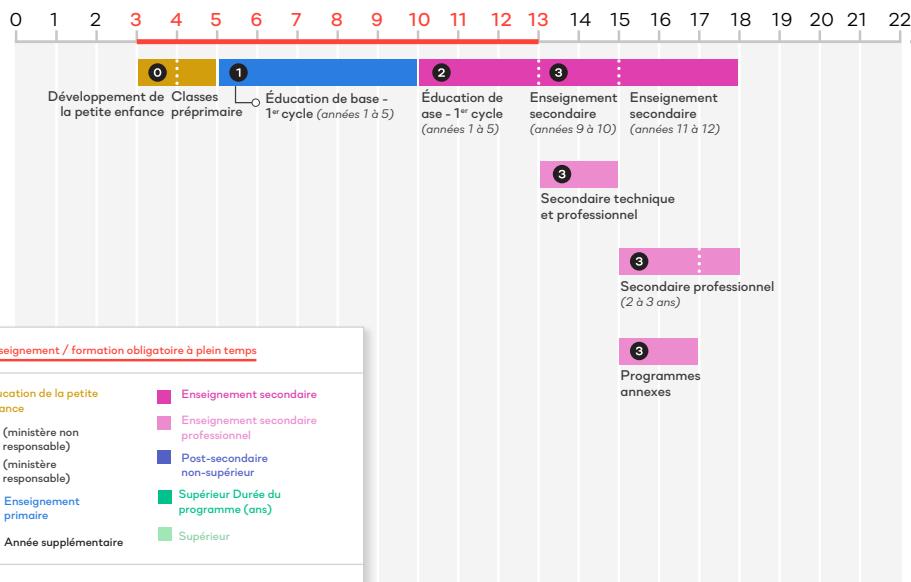 0 1 2 3 4 5 6 7 8 9 10 11 12 13 14 15 16 17 18 19 20 21 22
0 1 2 3
Développement de
la petite enfance
Classes
préprimaire
Éducation de base -
1er cycle (années 1 à 5)
Éducation de
ase - 1er cycle
(années 1 à 5)
Enseignement
secondaire
(années 9 à 10)
Enseignement
secondaire
(années 11 à 12)
3
Secondaire technique
et professionnel
3
Secondaire professionnel
(2 à 3 ans)
3
Programmes
annexes
seignement / formation obligatoire à plein temps
ucation de la petite
ance
(ministère non
responsable)
(ministère
responsable)
Enseignement
primaire
Année supplémentaire
Enseignement secondaire
Enseignement secondaire
professionnel
Post-secondaire
non-supérieur
Supérieur Durée du
programme (ans)
Supérieur